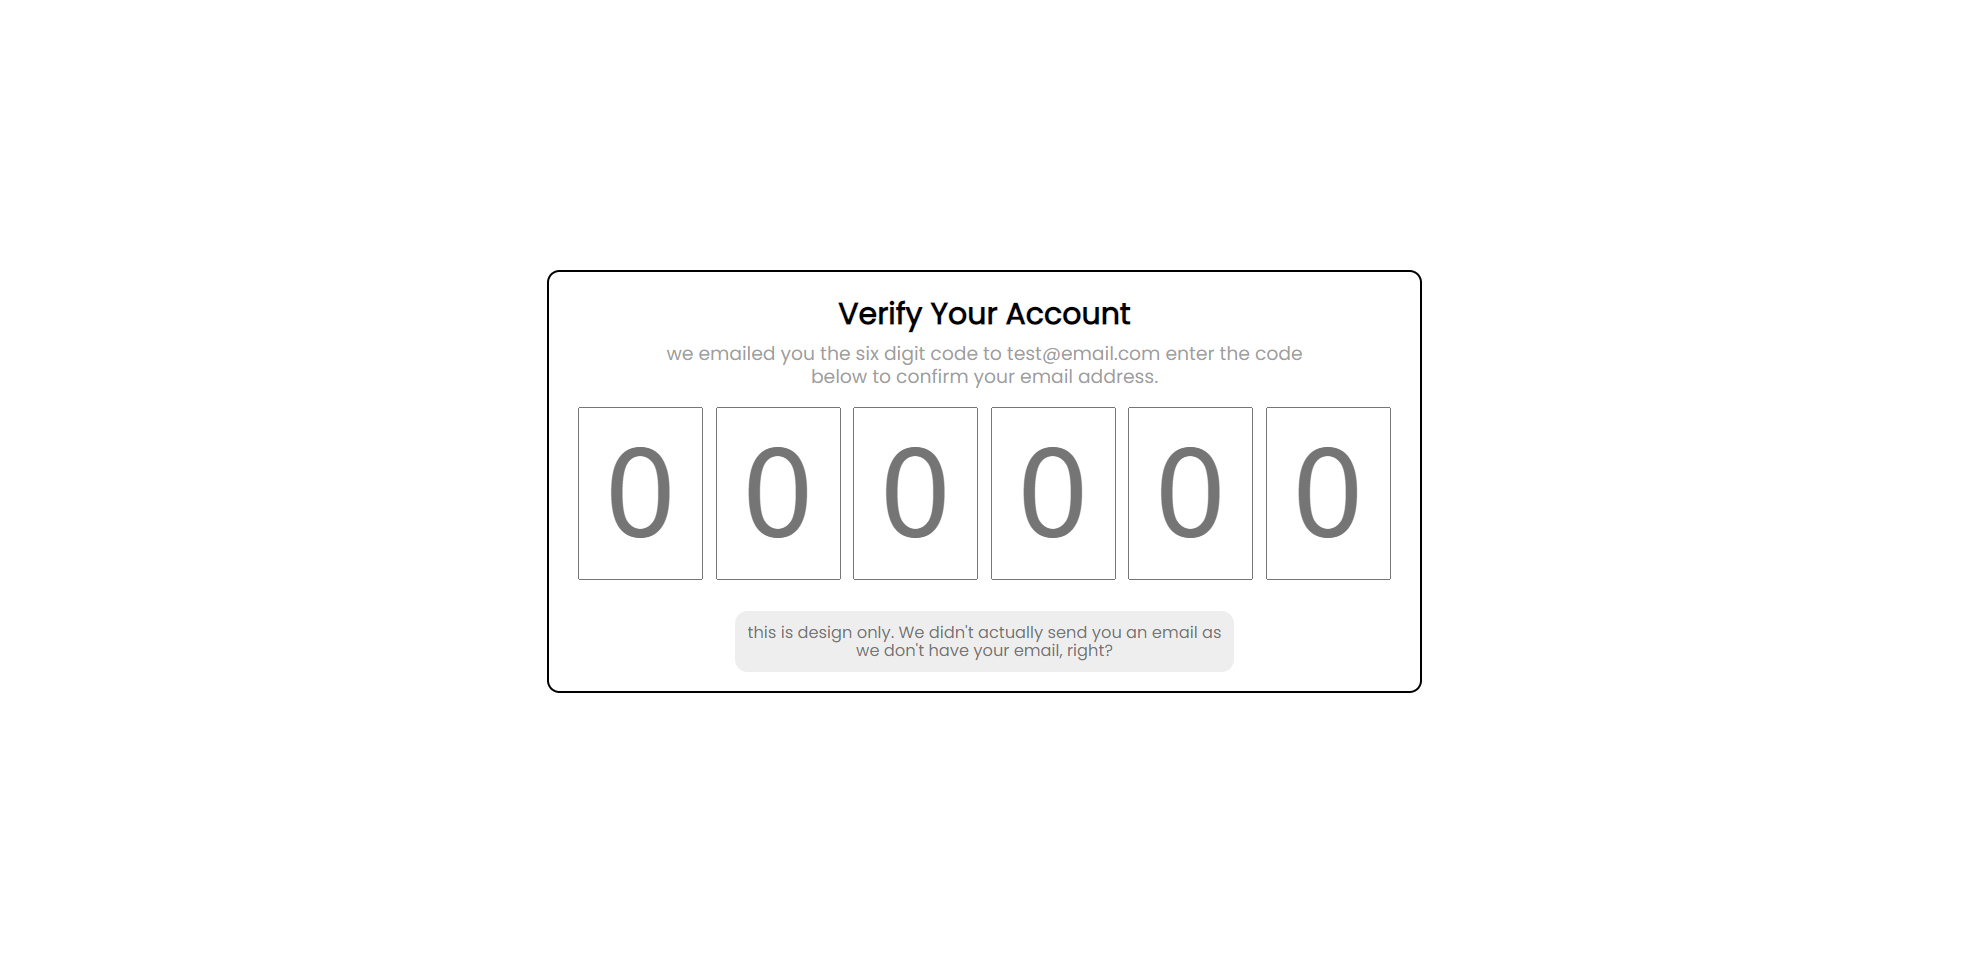 Verify Your Account
we emailed you the six digit code to test@email.com enter the code
below to confirm your email address.
0 0 0 0 0 0
this is design only. We didn't actually send you an email as
we don't have your email, right?